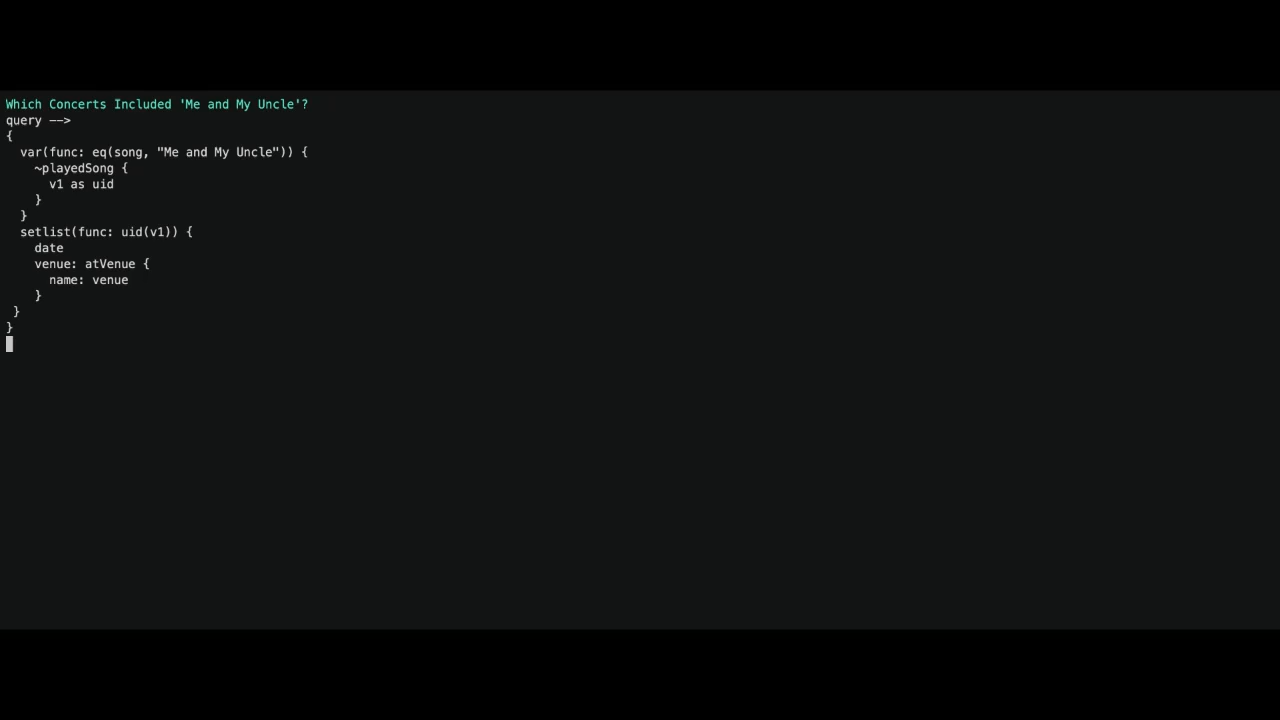 Which Concerts Included 'Me and My Uncle'?
query -->
{
  var(func: eq(song, "Me and My Uncle")) {
    ~playedSong {
      v1 as uid
    }
  }
  setlist(func: uid(v1)) {
    date
    venue: atVenue {
      name: venue
    }
 }
}